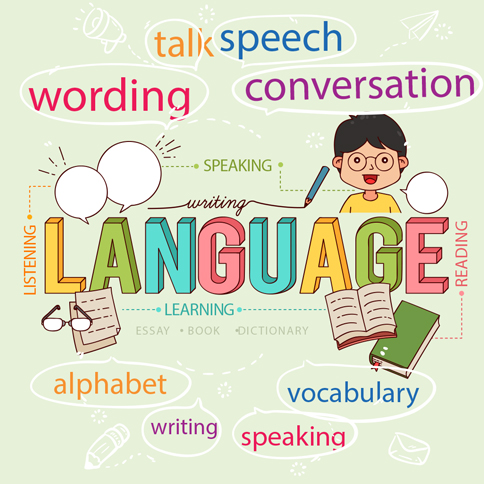 talk speech
wording conversation
SPEAKING
writing
LANGUAGE
LISTENING
READING
LEARNING
ESSAY • BOOK •DICTIONARY
alphabet
vocabulary
writing
speaking